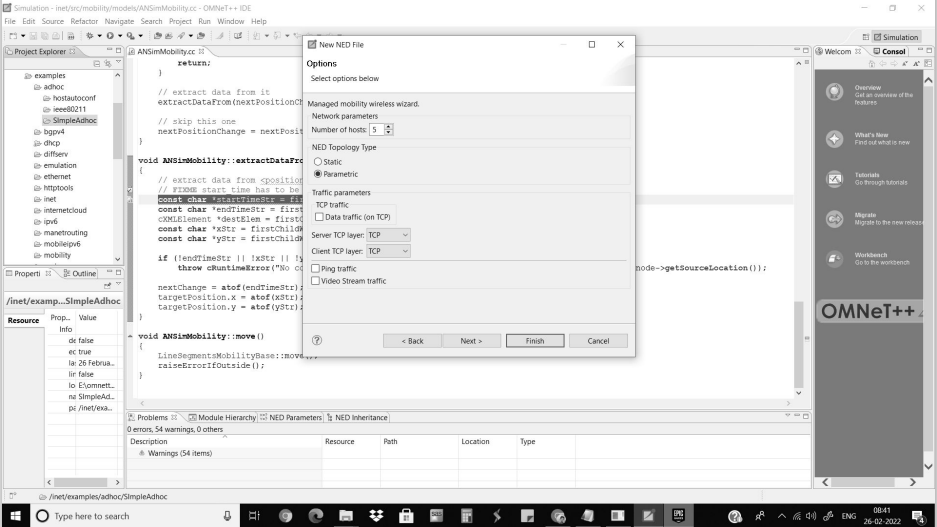 Simulation - inet/src/mobility/models/ANSimMobility.cc - OMNeT++ IDE
File Edit Source Refactor Navigate Search Project Run Window Help
Simulation
Project Explorer
examples
adhoc
hostautoconf
ieee80211
SImpleAdhoc
bgpv4
dhcp
diffserv
emulation
ethernet
httptools
inet
internetcloud
ipv6
manetrouting
mobileipv6
mobility
Properti
Outline
/inet/examp...SImpleAdhoc
Resource
Prop... Value
Info
de false
ec true
la: 26 Februa...
lir false
lo E:\omnett...
na SImpleAd...
pa /inet/exa...
ANSimMobility.cc
return;
}
// extract data from it
extractDataFrom(nextPositionCh
// skip this one
nextPositionChange = nextPosit
}
void ANSimMobility::extractDataFro
{
// extract data from <position
// FIXME start time has to be
const char *startTimeStr = fir
const char *endTimeStr = first
cXMLElement *destElem = firstC
const char *xStr = firstChildW
const char *yStr = firstChildW
if (!endTimeStr || !xStr || !y
throw cRuntimeError("No co
node->getSourceLocation());
nextChange = atof(endTimeStr);
targetPosition.x = atof(xStr);
targetPosition.y = atof(yStr);
}
void ANSimMobility::move()
{
LineSegmentsMobilityBase::move();
raiseErrorIfOutside();
}
New NED File
Options
Select options below
Managed mobility wireless wizard.
Network parameters
Number of hosts: 5
NED Topology Type
Static
Parametric
Traffic parameters
TCP traffic
Data traffic (on TCP)
Server TCP layer: TCP
Client TCP layer: TCP
Ping traffic
Video Stream traffic
< Back
Next >
Finish
Cancel
Problems
Module Hierarchy
NED Parameters
NED Inheritance
0 errors, 54 warnings, 0 others
Description Resource Path Location Type
Warnings (54 items)
Welcom
Consol
Overview
Get an overview of the features
What's New
Find out what is new
Tutorials
Go through tutorials
Migrate
Migrate to the new release
Workbench
Go to the workbench
OMNeT++
/inet/examples/adhoc/SImpleAdhoc
Type here to search
ENG
08:41
26-02-2022